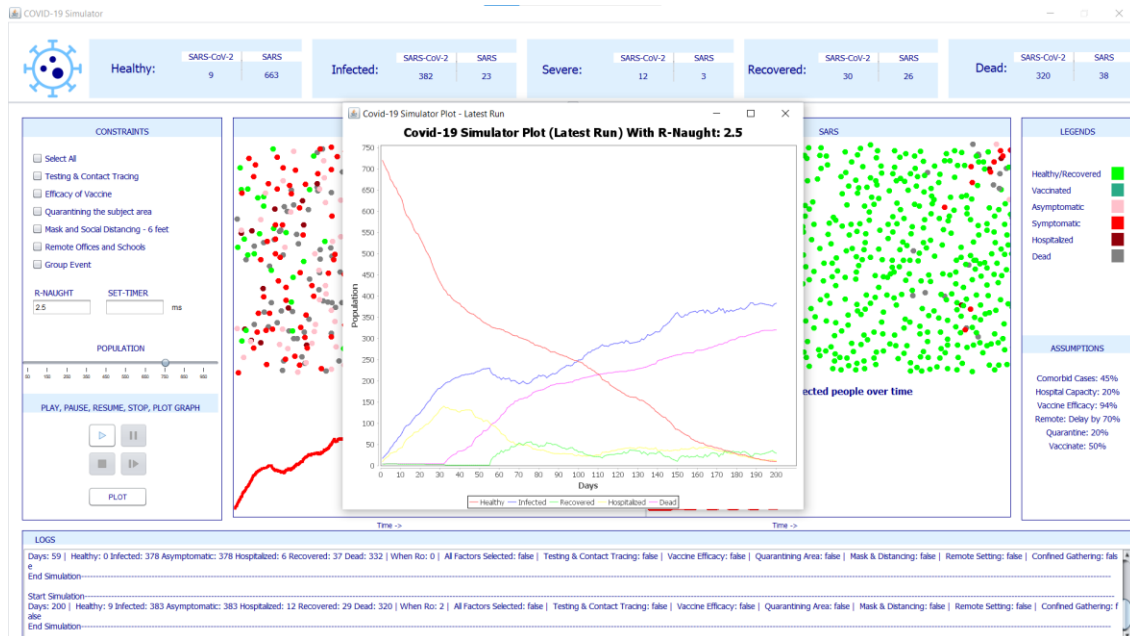 COVID-19 Simulator
Healthy:
SARS-CoV-2 SARS
9 663
Infected:
SARS-CoV-2 SARS
382 23
Severe:
SARS-CoV-2 SARS
12 3
Recovered:
SARS-CoV-2 SARS
30 26
Dead:
SARS-CoV-2 SARS
320 38
CONSTRAINTS
Select All
Testing & Contact Tracing
Efficacy of Vaccine
Quarantining the subject area
Mask and Social Distancing - 6 feet
Remote Offices and Schools
Group Event
R-NAUGHT SET-TIMER
2.5 ms
POPULATION
PLAY, PAUSE, RESUME, STOP, PLOT GRAPH
PLOT
Covid-19 Simulator Plot - Latest Run
Covid-19 Simulator Plot (Latest Run) With R-Naught: 2.5
Population
750
700
650
600
550
500
450
400
350
300
250
200
150
100
50
0
0 10 20 30 40 50 60 70 80 90 100 110 120 130 140 150 160 170 180 190 200
Days
Healthy Infected Recovered Hospitalized Dead
SARS
people over time
Time ->
Time ->
LEGENDS
Healthy/Recovered
Vaccinated
Asymptomatic
Symptomatic
Hospitalized
Dead
ASSUMPTIONS
Comorbid Cases: 45%
Hospital Capacity: 20%
Vaccine Efficacy: 94%
Remote: Delay by 70%
Quarantine: 20%
Vaccinate: 50%
LOGS
Days: 59 | Healthy: 0 Infected: 378 Asymptomatic: 378 Hospitalized: 6 Recovered: 37 Dead: 332 | When Ro: 0 | All Factors Selected: false | Testing & Contact Tracing: false | Vaccine Efficacy: false | Quarantining Area: false | Mask & Distancing: false | Remote Setting: false | Confined Gathering: fals
e
End Simulation
Start Simulation
Days: 200 | Healthy: 9 Infected: 383 Asymptomatic: 383 Hospitalized: 12 Recovered: 29 Dead: 320 | When Ro: 2 | All Factors Selected: false | Testing & Contact Tracing: false | Vaccine Efficacy: false | Quarantining Area: false | Mask & Distancing: false | Remote Setting: false | Confined Gathering: f
alse
End Simulation